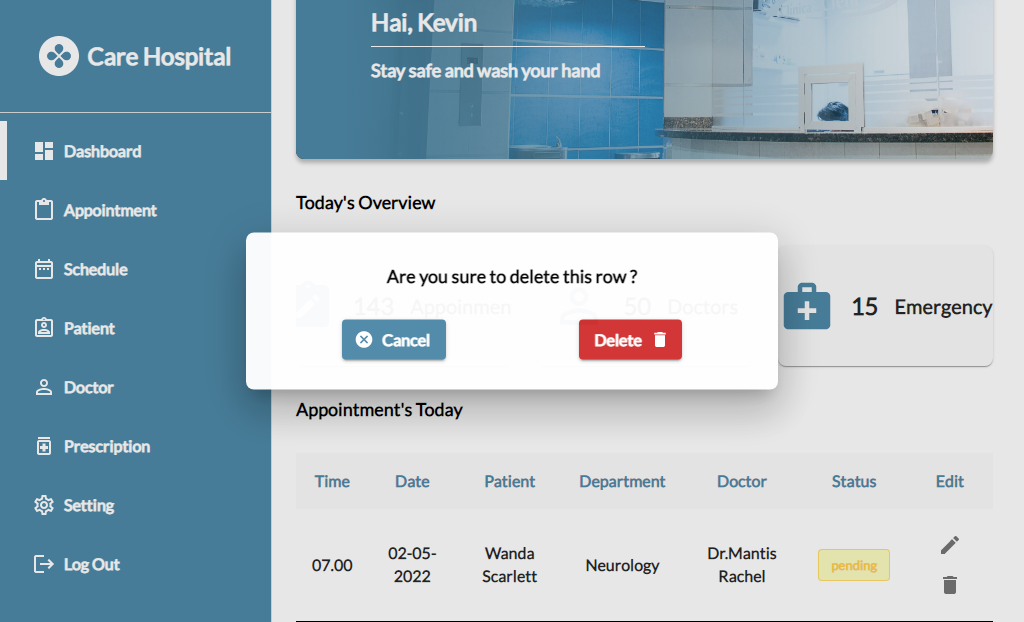 Care Hospital
Dashboard
Appointment
Schedule
Patient
Doctor
Prescription
Setting
Log Out
Hai, Kevin
Stay safe and wash your hand
Today's Overview
Are you sure to delete this row ?
143 Appointmen
50 Doctors
15 Emergency
Cancel
Delete
Appointment's Today
Time Date Patient Department Doctor Status Edit
07.00 02-05-2022 Wanda Scarlett Neurology Dr.Mantis Rachel pending